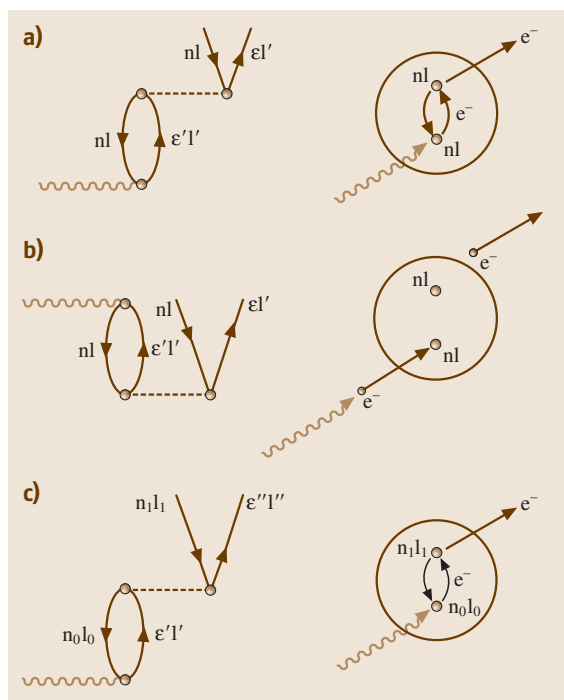 a)
nl εl′
nl ε′l′
e⁻
nl
e⁻
nl
b)
nl εl′
nl ε′l′
e⁻
nl
nl
e⁻
c)
n₁l₁ ε″l″
n₀l₀ ε′l′
e⁻
n₁l₁
e⁻
n₀l₀